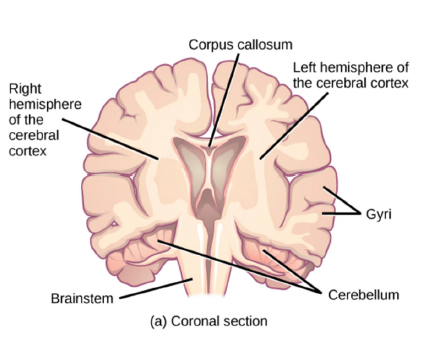 Corpus callosum
Left hemisphere of
the cerebral cortex
Right
hemisphere
of the
cerebral
cortex
Gyri
Brainstem
Cerebellum
(a) Coronal section